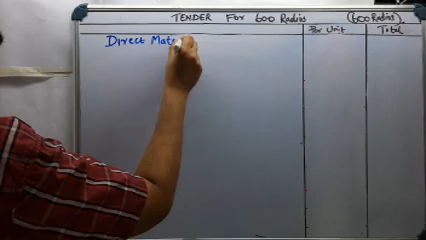 TENDER For 600 Radios (600 Radios)
Per Unit Total
Direct Mate